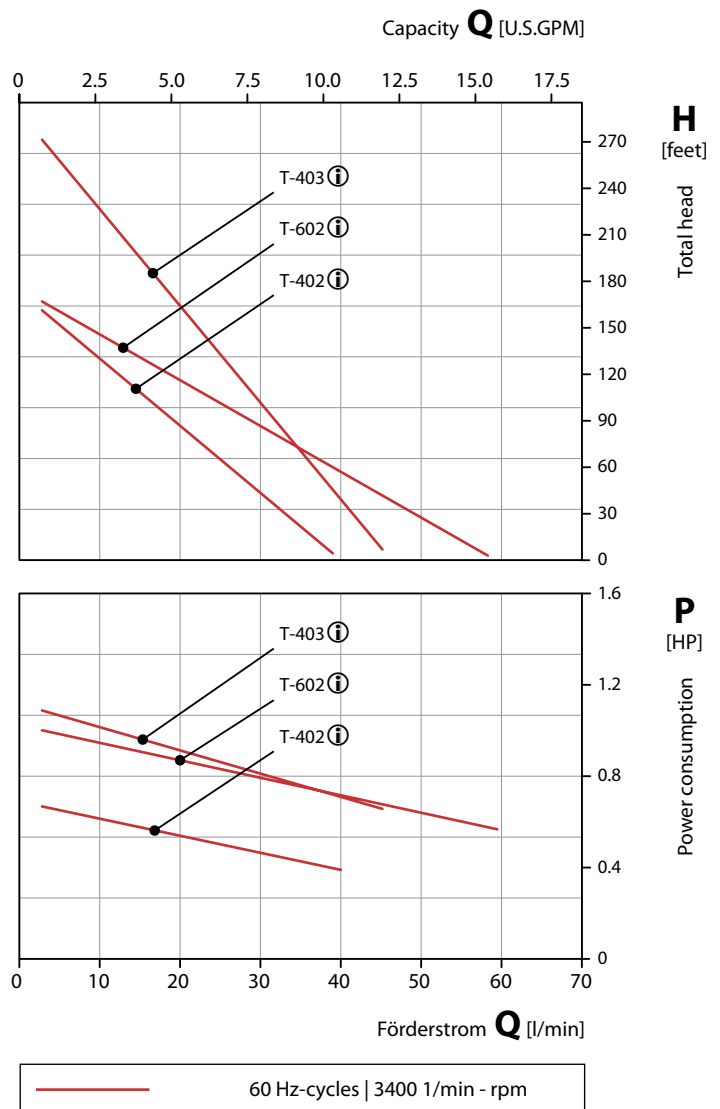 Capacity Q [U.S.GPM]
0 2.5 5.0 7.5 10.0 12.5 15.0 17.5
H
[feet]
Total head
270
240
210
180
150
120
90
60
30
0
T-403 i
T-602 i
T-402 i
P
[HP]
Power consumption
1.6
1.2
0.8
0.4
0
T-403 i
T-602 i
T-402 i
0 10 20 30 40 50 60 70
Förderstrom Q [l/min]
60 Hz-cycles | 3400 1/min - rpm